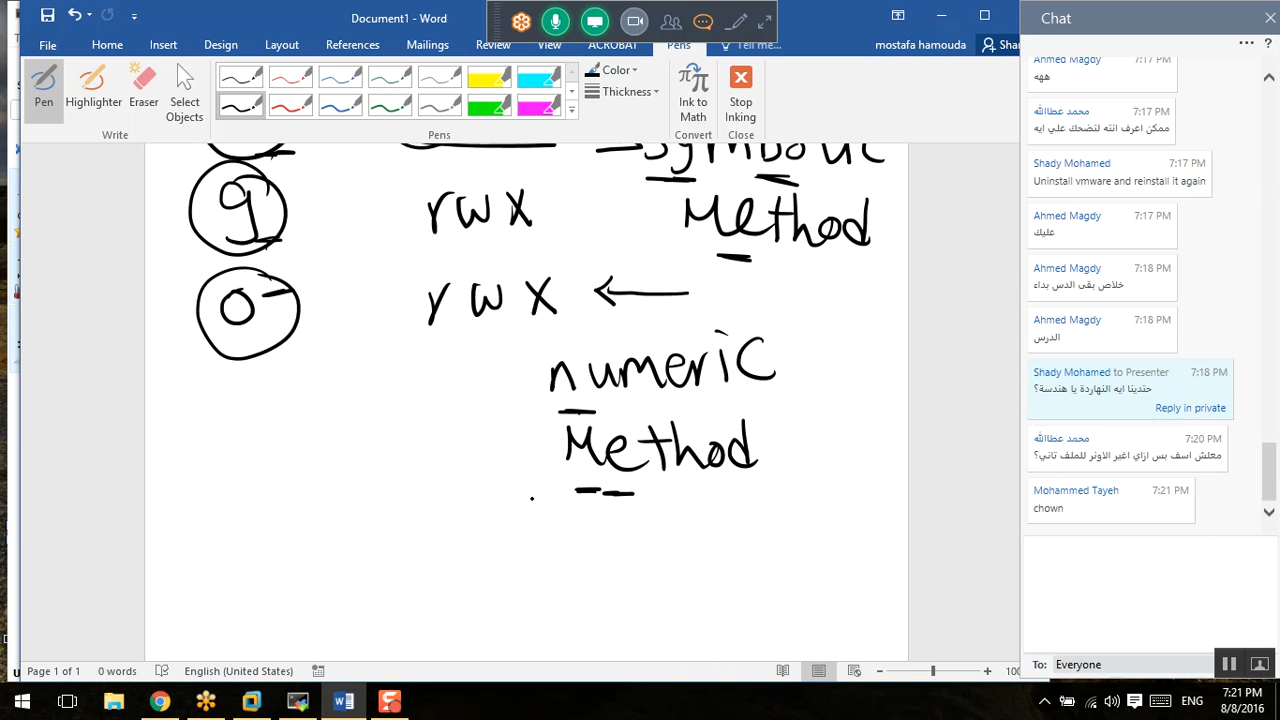 Document1 - Word
File Home Insert Design Layout References Mailings Review View ACROBAT Pens Tell me... mostafa hamouda Shar
Pen Highlighter Eraser Select Objects
Color
Thickness
Ink to Math
Stop Inking
Write Pens Convert Close
symbolic
g rwx Method
o rwx
numeric
Method
Page 1 of 1 0 words English (United States) 100
ENG 7:21 PM
8/8/2016
Chat
Ahmed Magdy 7:17 PM
ههه
محمد عطاالله 7:17 PM
ممكن اعرف انته لتضحك علي ايه
Shady Mohamed 7:17 PM
Uninstall vmware and reinstall it again
Ahmed Magdy 7:17 PM
عليك
Ahmed Magdy 7:18 PM
خلاص بقى الدس بداء
Ahmed Magdy 7:18 PM
الدرس
Shady Mohamed to Presenter 7:18 PM
حتدينا ايه النهاردة يا هندسة؟
Reply in private
محمد عطاالله 7:20 PM
معلش اسف بس ازاي اغير الاونر للملف تاني؟
Mohammed Tayeh 7:21 PM
chown
To: Everyone